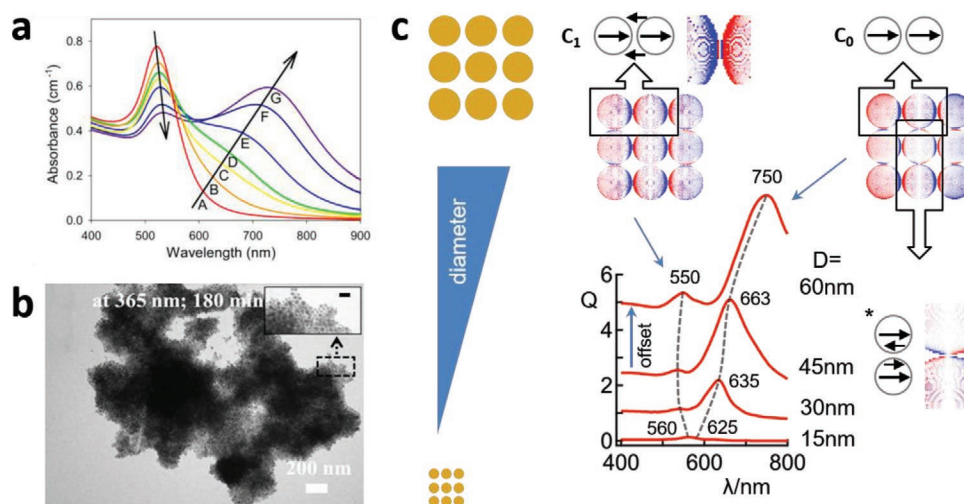 a
Absorbance (cm⁻¹)
0.8
0.6
0.4
0.2
0.0
A
B
C
D
E
F
G
400 500 600 700 800 900
Wavelength (nm)
b
at 365 nm; 180 min
200 nm
c
diameter
C₁
C₀
750
550
663
635
560
625
D=
60nm
45nm
30nm
15nm
*
Q
offset
6
4
2
0
400 600 800
λ/nm